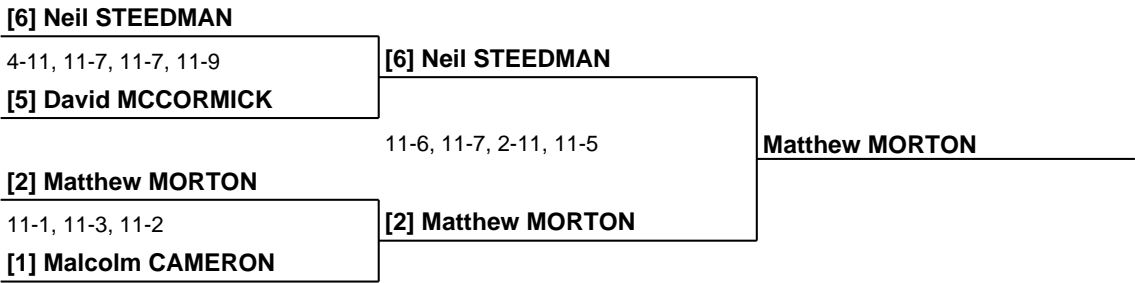 [6] Neil STEEDMAN
4-11, 11-7, 11-7, 11-9
[6] Neil STEEDMAN
[5] David MCCORMICK
11-6, 11-7, 2-11, 11-5
Matthew MORTON
[2] Matthew MORTON
11-1, 11-3, 11-2
[2] Matthew MORTON
[1] Malcolm CAMERON